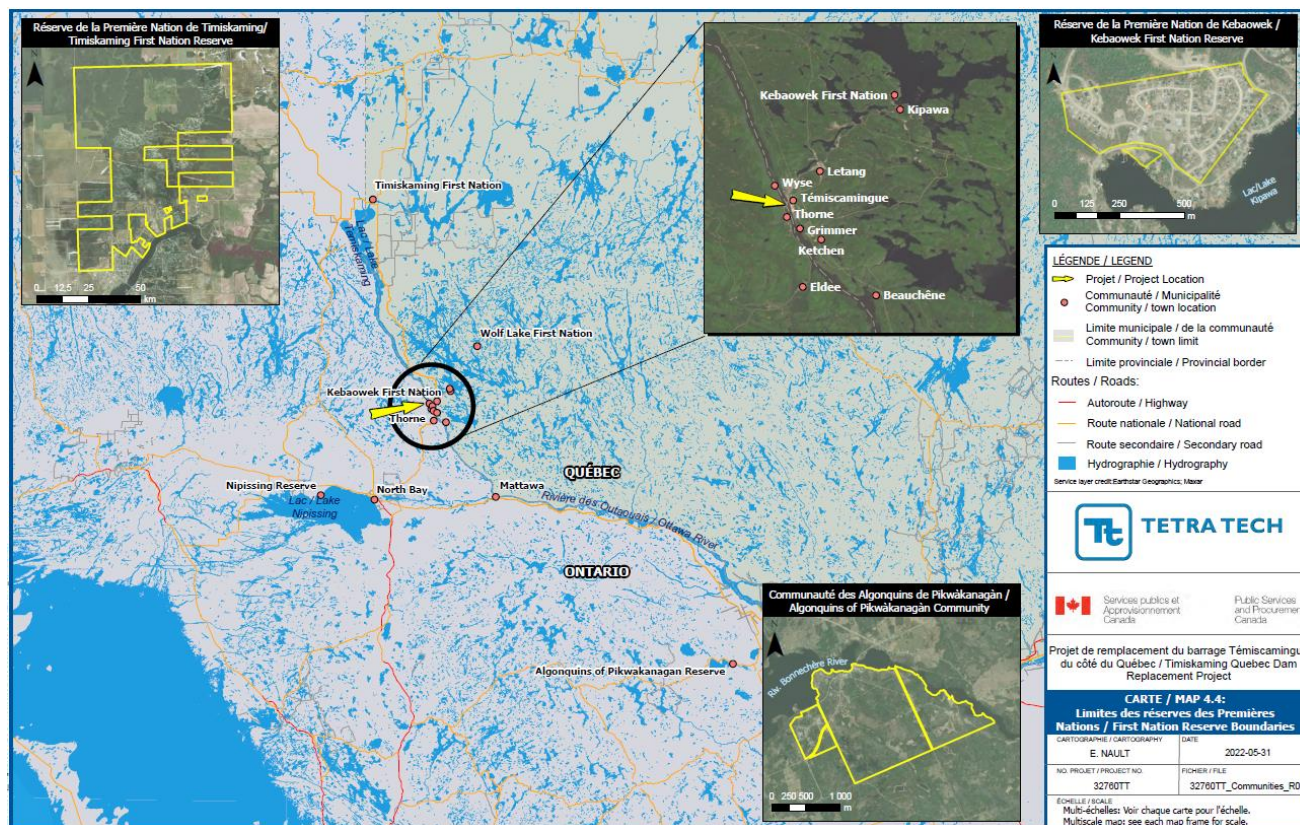 Réserve de la Première Nation de Timiskaming/
Timiskaming First Nation Reserve
N
0 12,5 25 50
km
Timiskaming First Nation
Lac / Lake
Timiskaming
Wolf Lake First Nation
Kebaowek First Nation
Thorne
Nipissing Reserve
Lac / Lake
Nipissing
North Bay
Mattawa
QUÉBEC
Rivière des Outaouais / Ottawa River
ONTARIO
Algonquins of Pikwakanagan Reserve
Kebaowek First Nation
Kipawa
Letang
Wyse
Témiscamingue
Thorne
Grimmer
Ketchen
Eldee
Beauchêne
Communauté des Algonquins de Pikwàkanagàn /
Algonquins of Pikwàkanagàn Community
N
Riv. Bonnechère River
0 250 500 1 000
m
Réserve de la Première Nation de Kebaowek /
Kebaowek First Nation Reserve
N
Lac/Lake
Kipawa
0 125 250 500
m
LÉGENDE / LEGEND
Projet / Project Location
Communauté / Municipalité
Community / town location
Limite municipale / de la communauté
Community / town limit
Limite provinciale / Provincial border
Routes / Roads:
Autoroute / Highway
Route nationale / National road
Route secondaire / Secondary road
Hydrographie / Hydrography
Service layer credit:Earthstar Geographics; Maxar
Tt TETRA TECH
Services publics et
Approvisionnement
Canada
Public Services
and Procurement
Canada
Projet de remplacement du barrage Témiscamingu
du côté du Québec / Timiskaming Quebec Dam
Replacement Project
CARTE / MAP 4.4:
Limites des réserves des Premières
Nations / First Nation Reserve Boundaries
CARTOGRAPHIE / CARTOGRAPHY
E. NAULT
DATE
2022-05-31
NO. PROJET / PROJECT NO.
32760TT
FICHIER / FILE
32760TT_Communities_R0
ÉCHELLE / SCALE
Multi-échelles: Voir chaque carte pour l'échelle.
Multiscale map: see each map frame for scale.